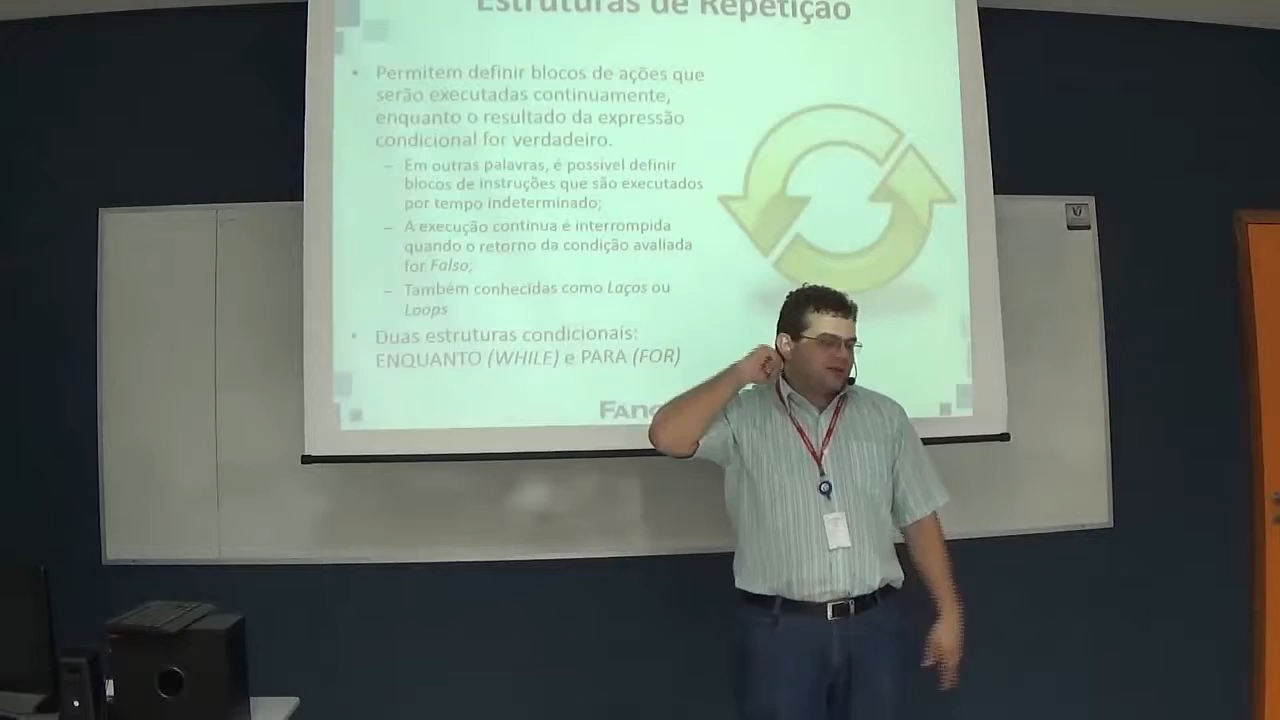 Estruturas de Repetição
• Permitem definir blocos de ações que
serão executadas continuamente,
enquanto o resultado da expressão
condicional for verdadeiro.
– Em outras palavras, é possível definir
blocos de instruções que são executados
por tempo indeterminado;
– A execução contínua é interrompida
quando o retorno da condição avaliada
for Falso;
– Também conhecidas como Laços ou
Loops
• Duas estruturas condicionais:
ENQUANTO (WHILE) e PARA (FOR)